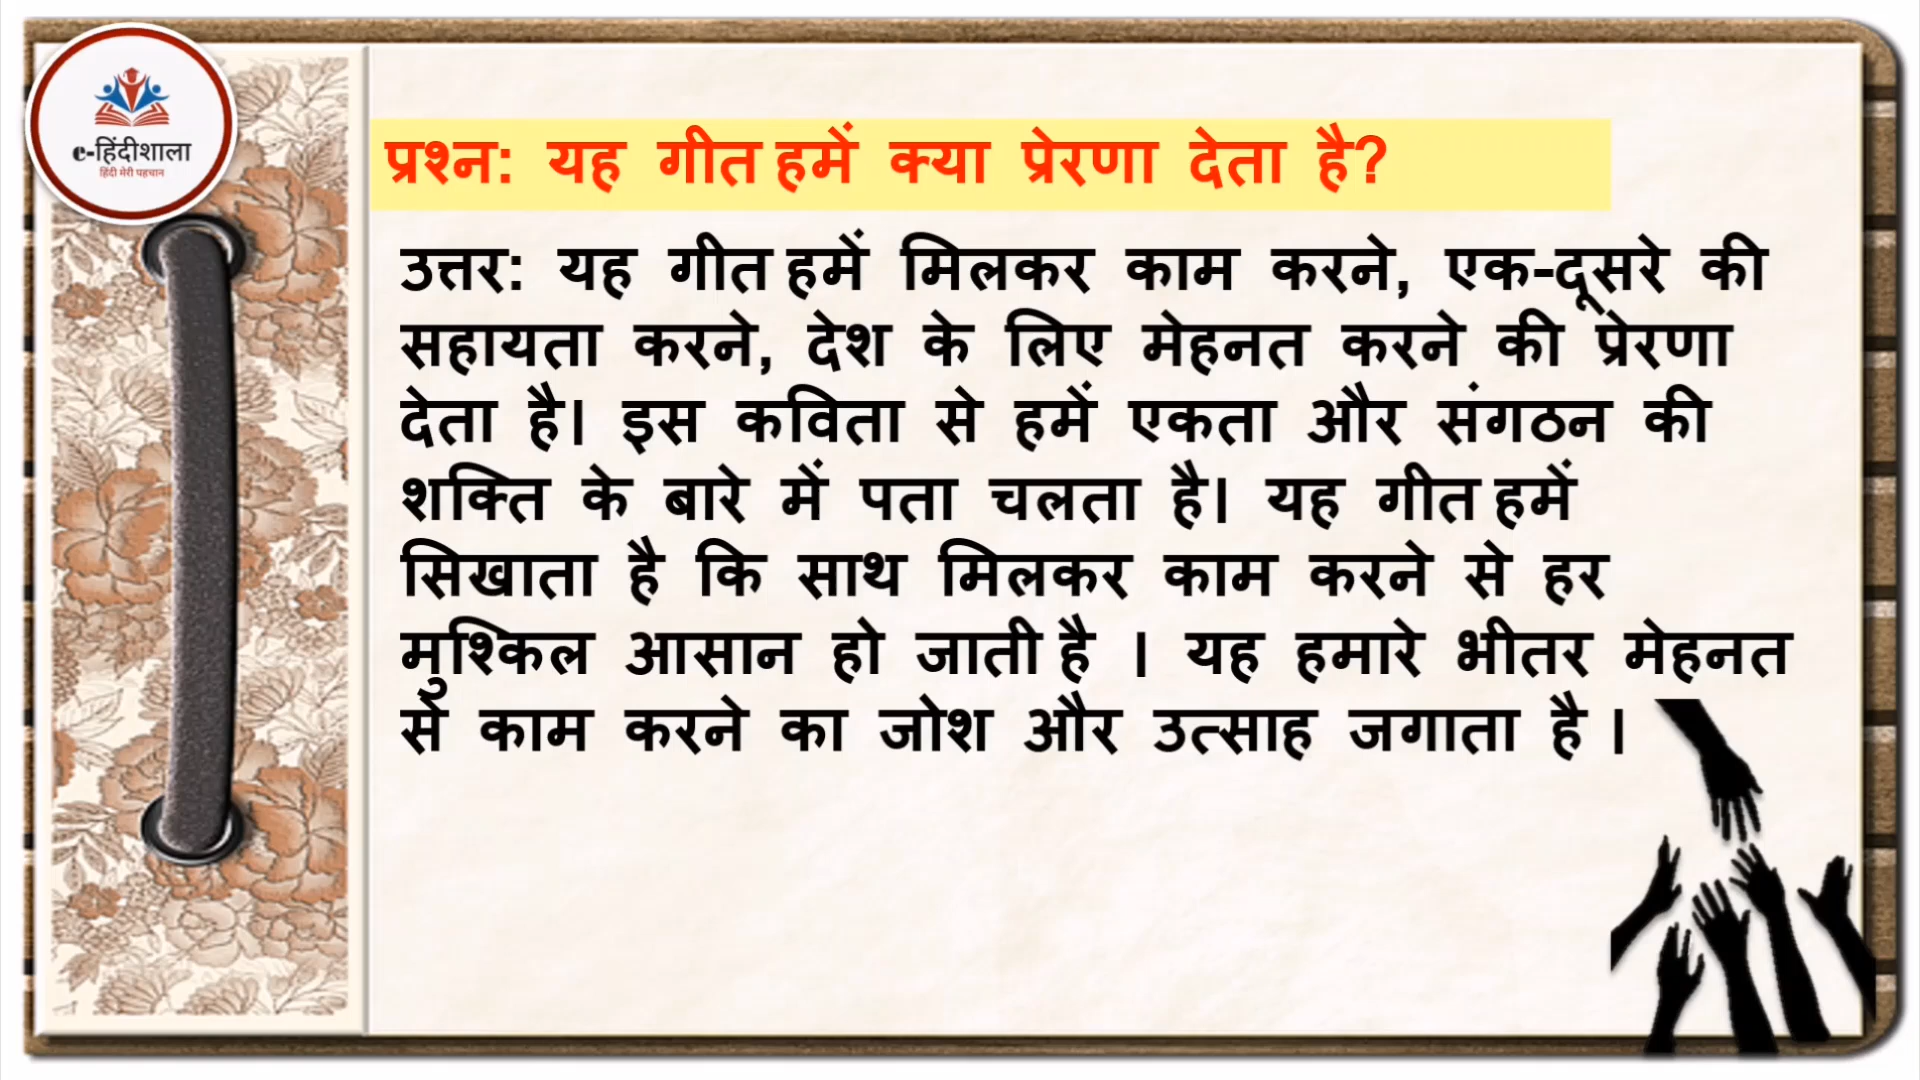 e-हिंदीशाला
हिंदी मेरी पहचान
प्रश्न: यह गीत हमें क्या प्रेरणा देता है?
उत्तर: यह गीत हमें मिलकर काम करने, एक-दूसरे की
सहायता करने, देश के लिए मेहनत करने की प्रेरणा
देता है। इस कविता से हमें एकता और संगठन की
शक्ति के बारे में पता चलता है। यह गीत हमें
सिखाता है कि साथ मिलकर काम करने से हर
मुश्किल आसान हो जाती है । यह हमारे भीतर मेहनत
से काम करने का जोश और उत्साह जगाता है ।